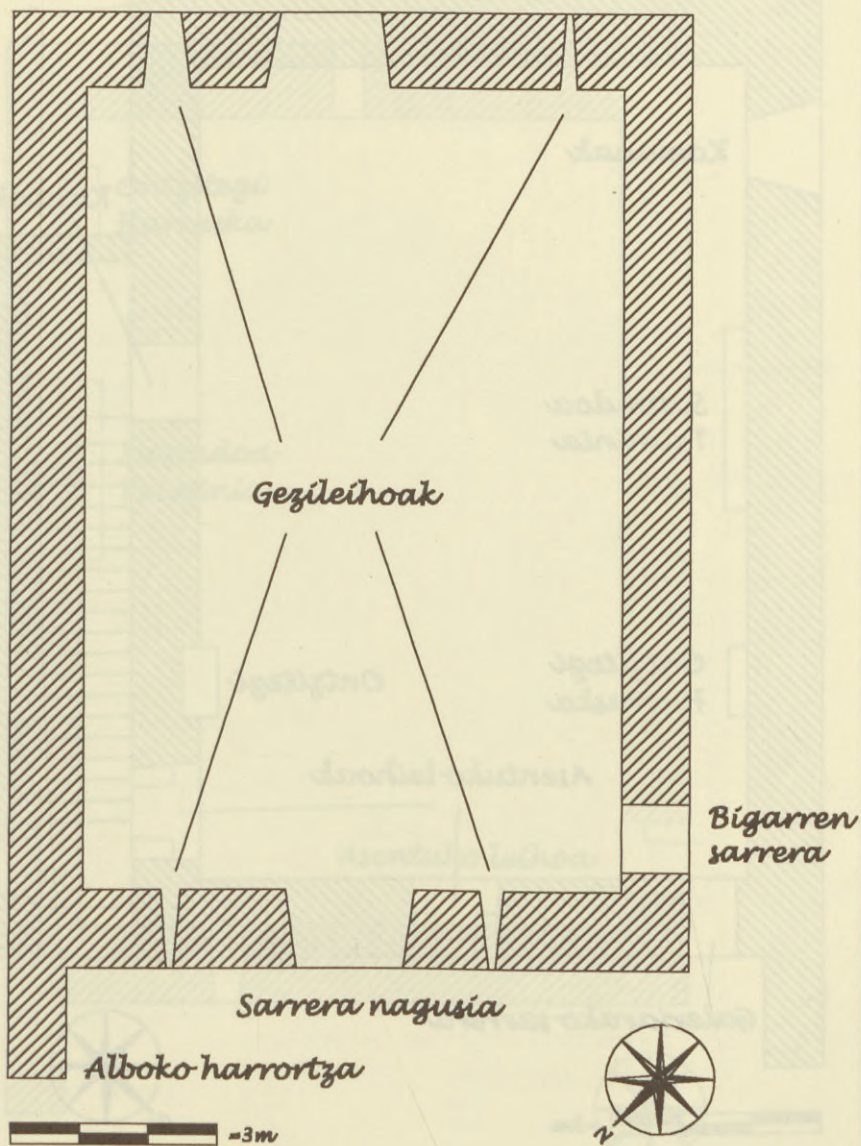 Gezileihoak
Bigarren
sarrera
Sarrera nagusia
Alboko harrortza
=3m